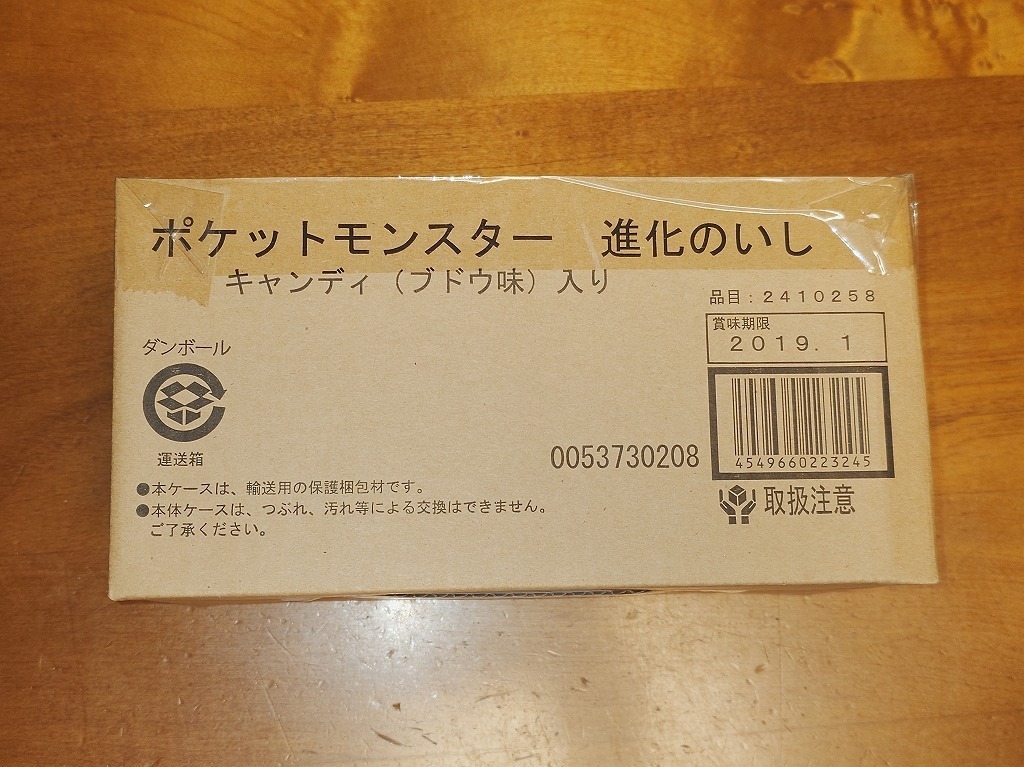 ポケットモンスター　進化のいし
キャンディ（ブドウ味）入り
品目：2410258
賞味期限
2019. 1
ダンボール
運送箱
0053730208
4549660223245
取扱注意
●本ケースは、輸送用の保護梱包材です。
●本体ケースは、つぶれ、汚れ等による交換はできません。
ご了承ください。